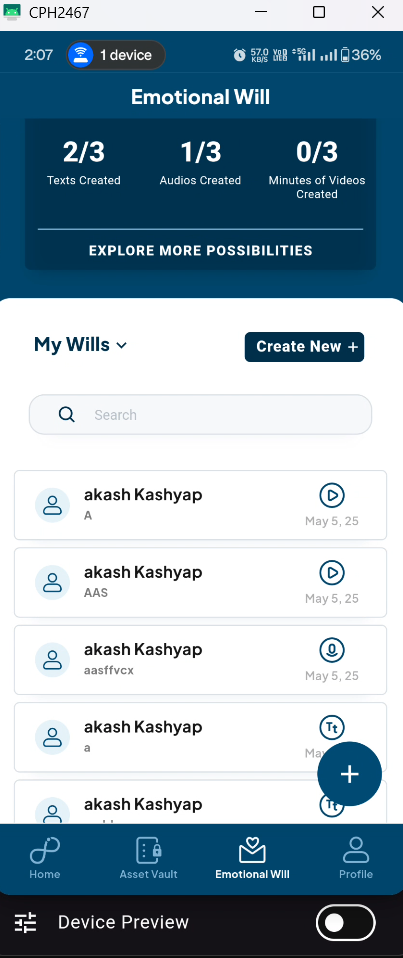 CPH2467
2:07 1 device 57.0 KB/S 5G 36%
Emotional Will
2/3 1/3 0/3
Texts Created Audios Created Minutes of Videos Created
EXPLORE MORE POSSIBILITIES
My Wills Create New +
Search
akash Kashyap
A May 5, 25
akash Kashyap
AAS May 5, 25
akash Kashyap
aasffvcx May 5, 25
akash Kashyap Tt
a
akash Kashyap Tt
+
Home Asset Vault Emotional Will Profile
Device Preview